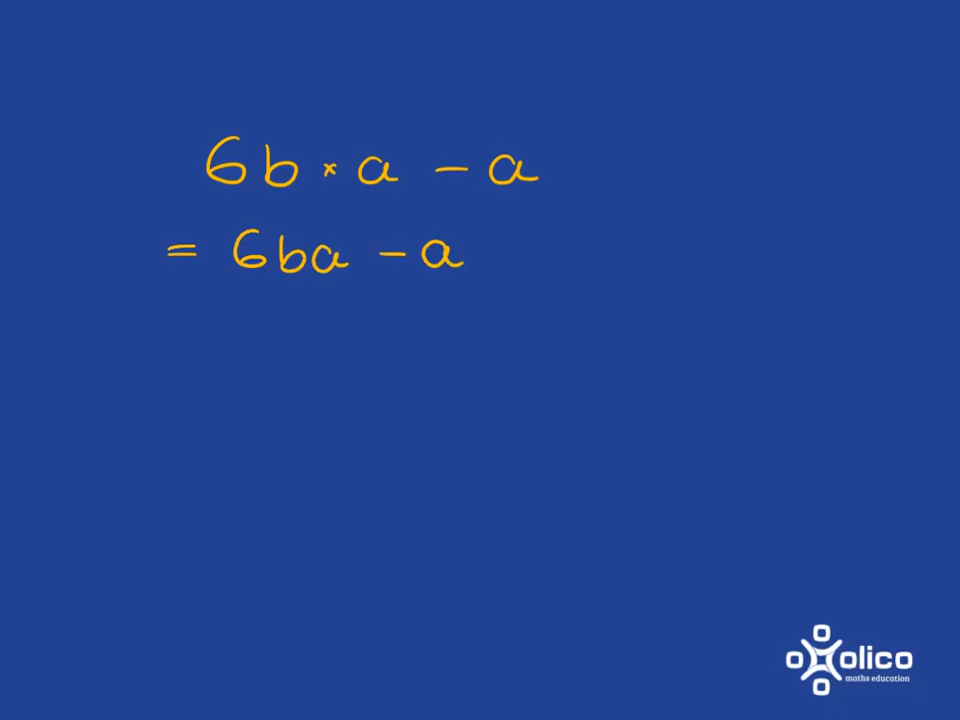 6b × a - a
= 6ba - a
olico
maths education